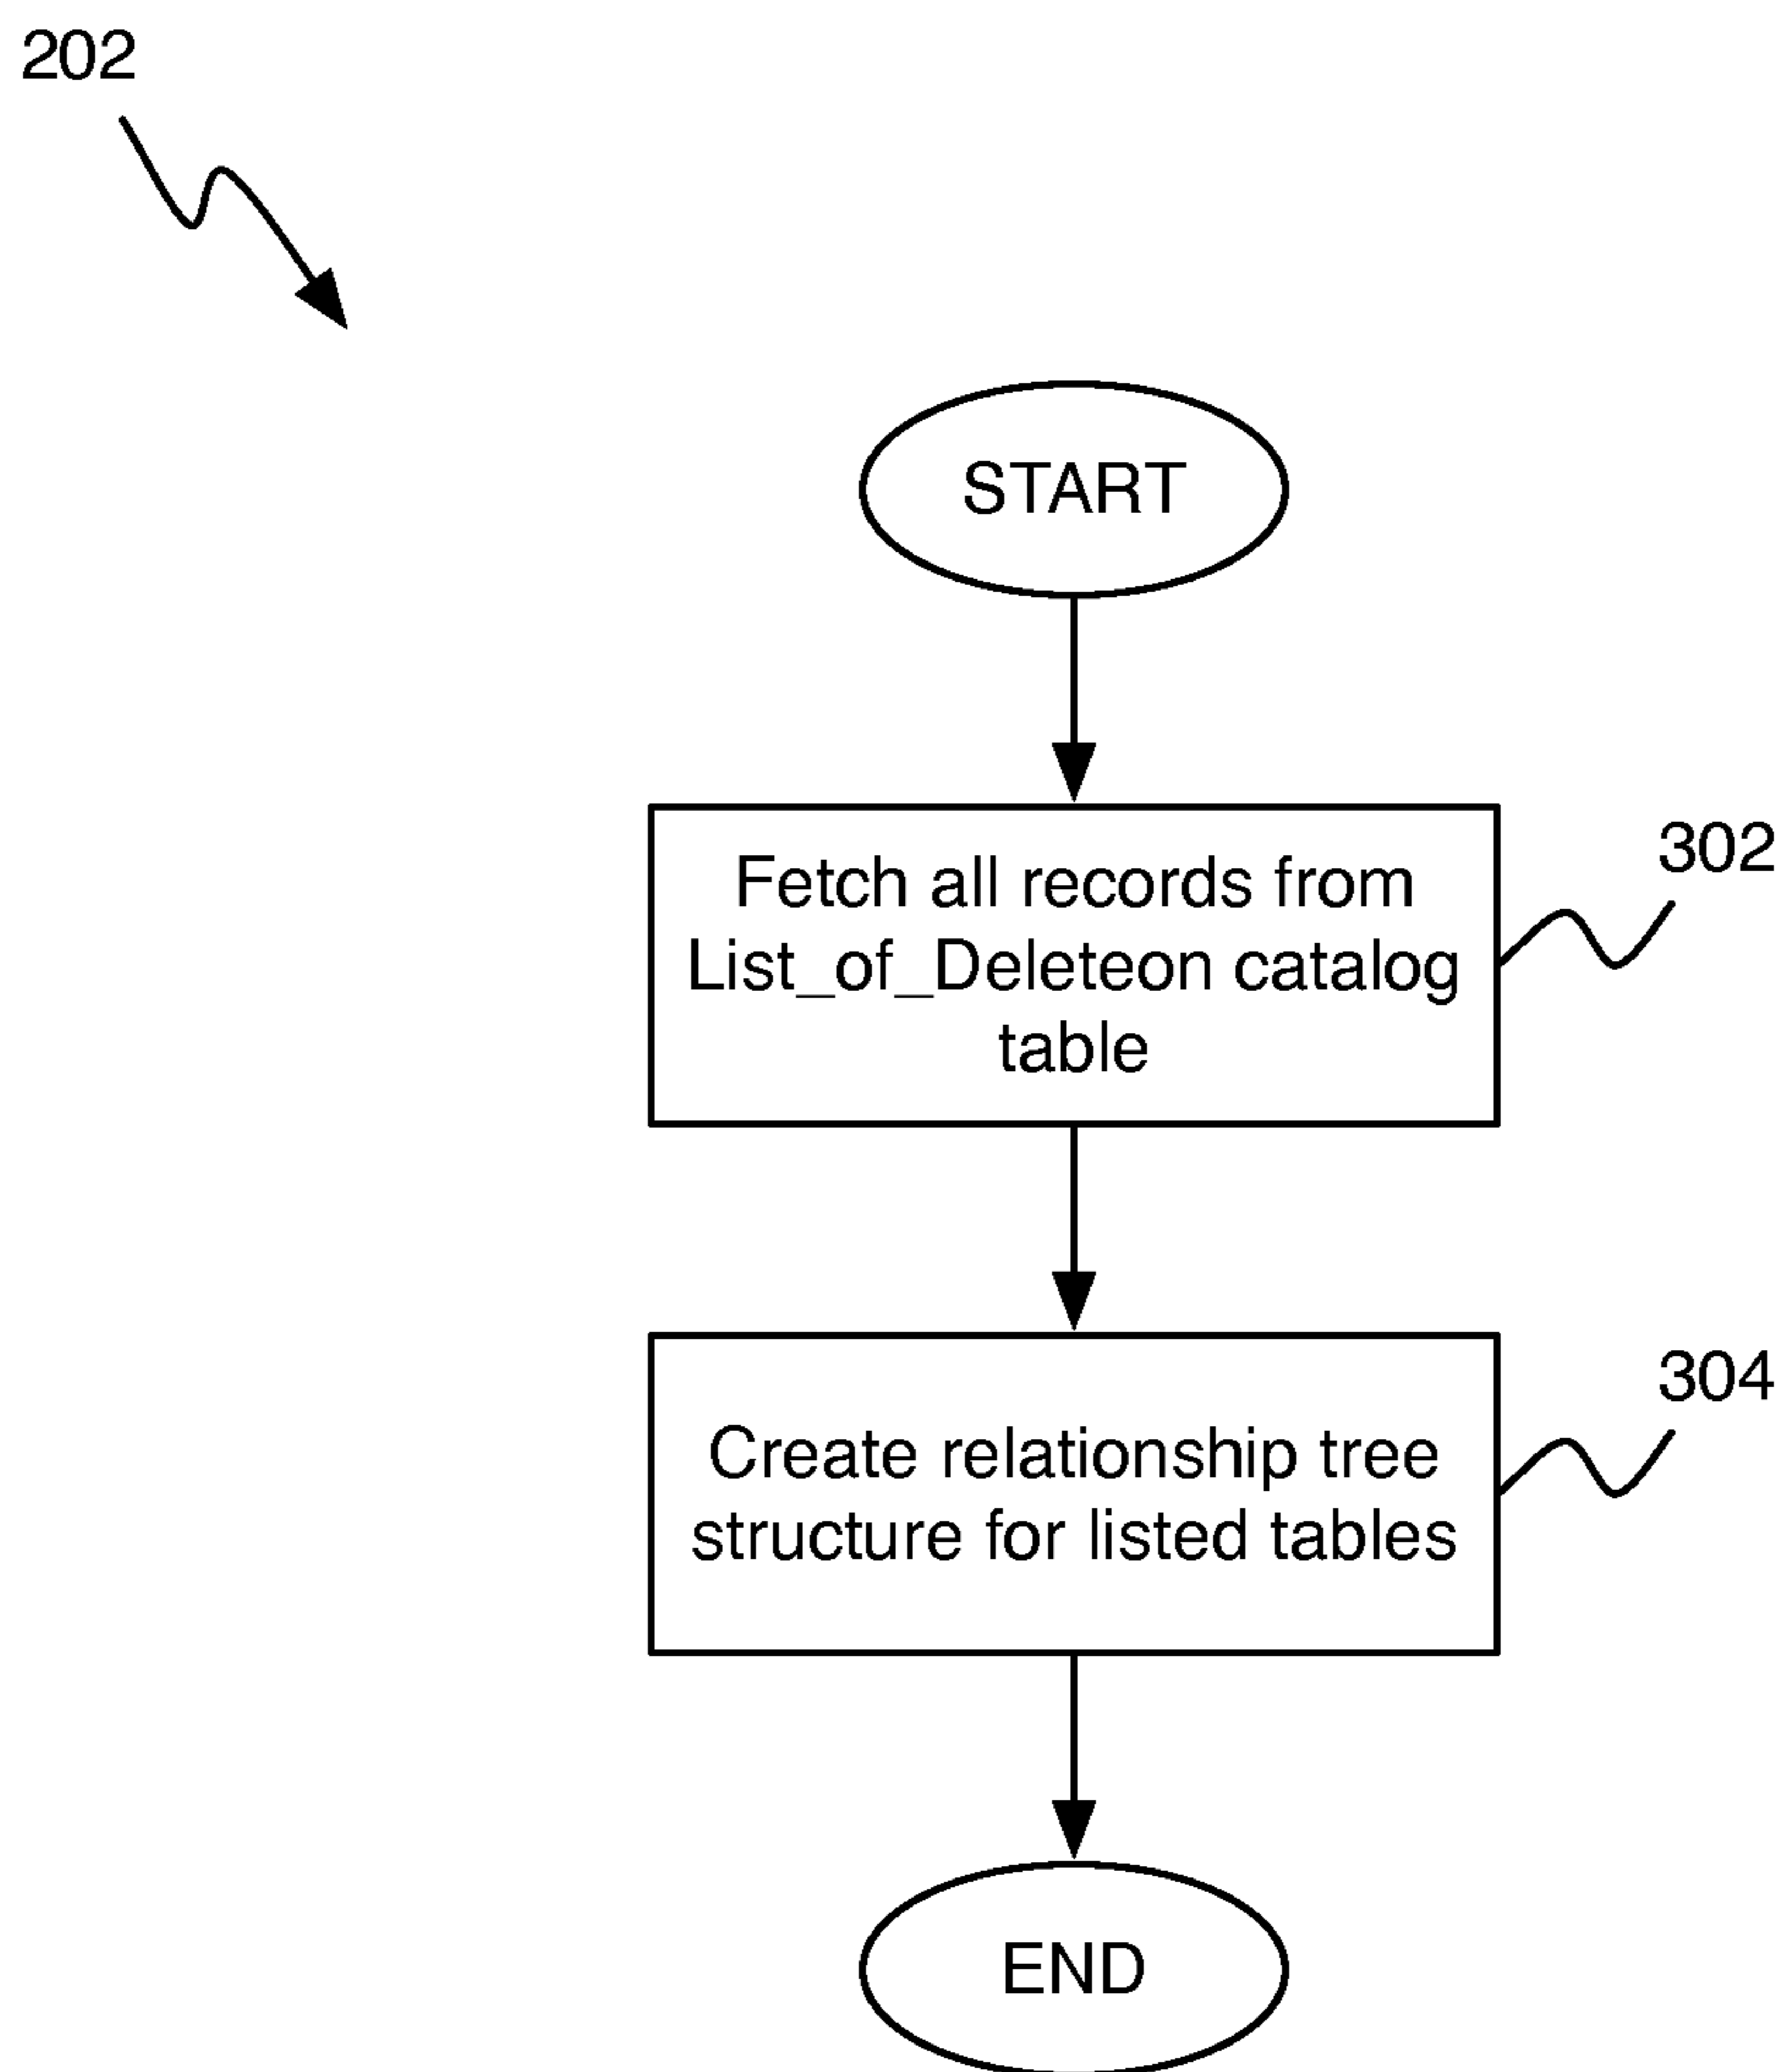 202
START
Fetch all records from
List_of_Deleteon catalog
table
302
Create relationship tree
structure for listed tables
304
END